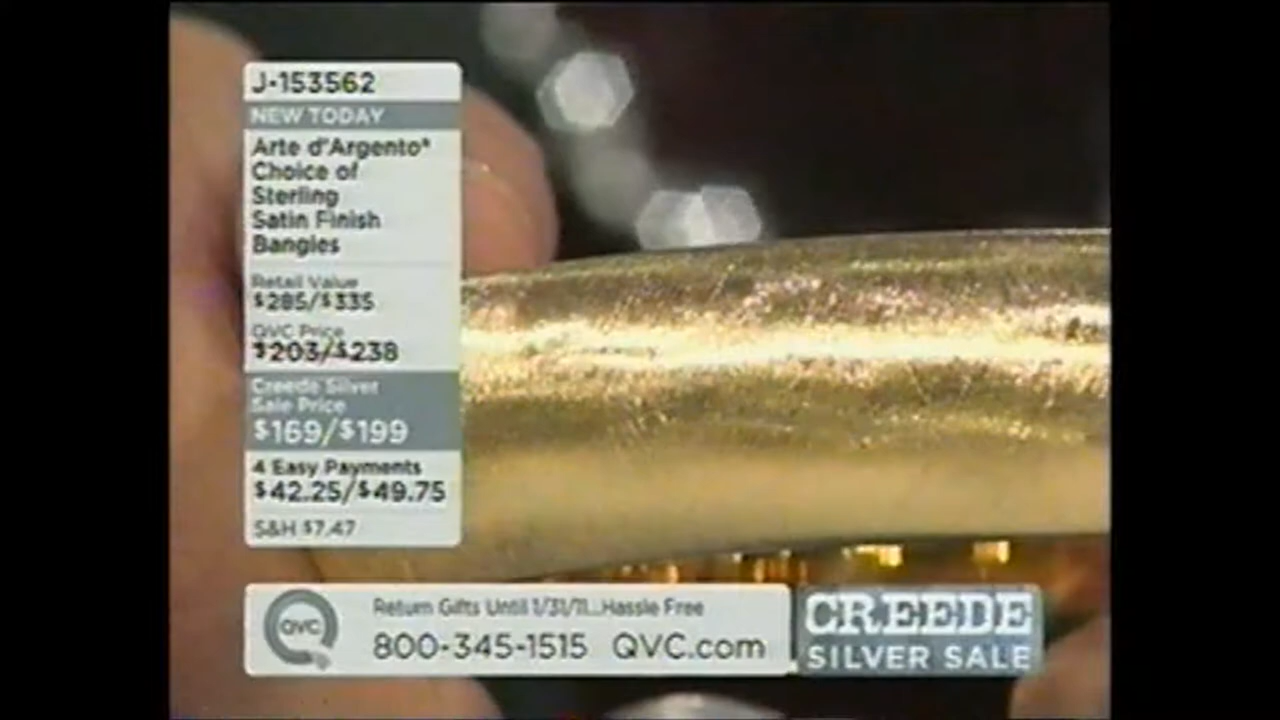 J-153562
NEW TODAY
Arte d'Argento*
Choice of
Sterling
Satin Finish
Bangles
Retail Value
$285/$335
QVC Price
$203/$238
Creede Silver
Sale Price
$169/$199
4 Easy Payments
$42.25/$49.75
S&H $7.47
QVC
Return Gifts Until 1/31/11...Hassle Free
800-345-1515 QVC.com
CREEDE
SILVER SALE